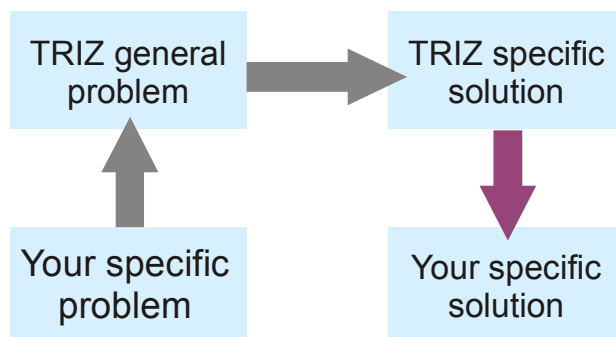 TRIZ general
problem
TRIZ specific
solution
Your specific
problem
Your specific
solution